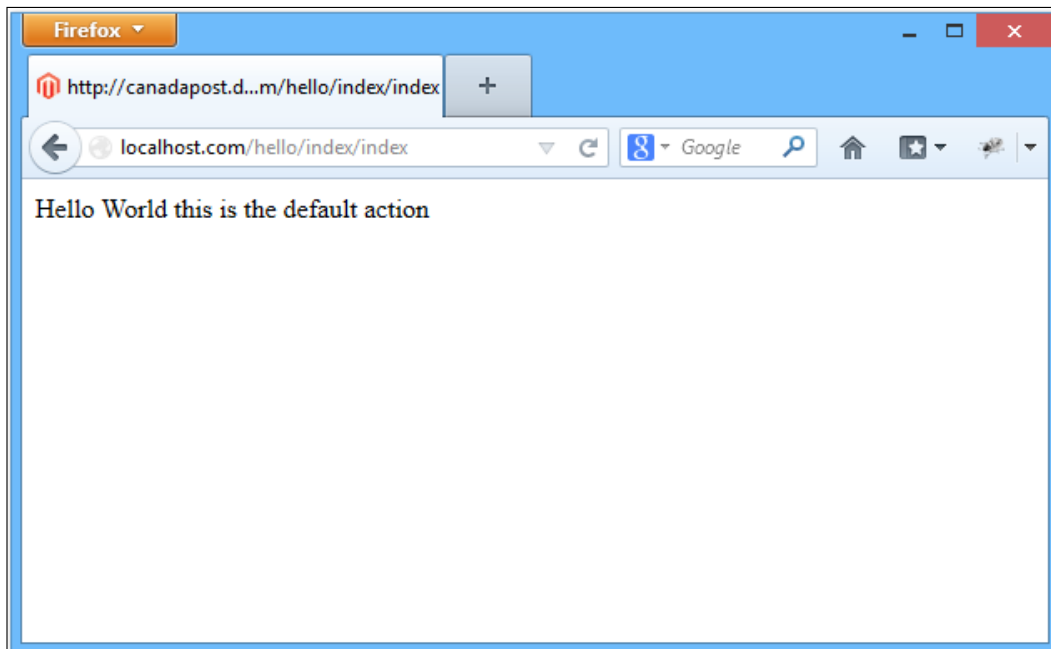 Firefox
http://canadapost.d...m/hello/index/index
localhost.com/hello/index/index
8
Google
Hello World this is the default action